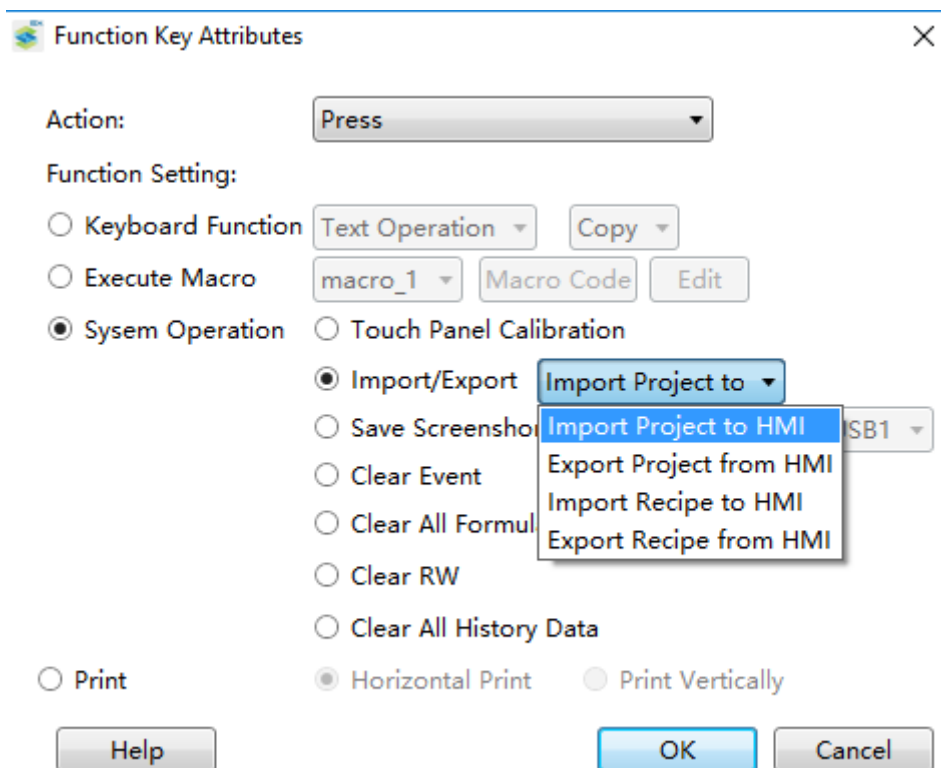 Function Key Attributes
Action: Press
Function Setting:
Keyboard Function Text Operation Copy
Execute Macro macro_1 Macro Code Edit
Sysem Operation Touch Panel Calibration
Import/Export Import Project to
Import Project to HMI
Save Screensho
Export Project from HMI
Clear Event
Import Recipe to HMI
Clear All Formul
Export Recipe from HMI
Clear RW
Clear All History Data
Print Horizontal Print Print Vertically
Help OK Cancel